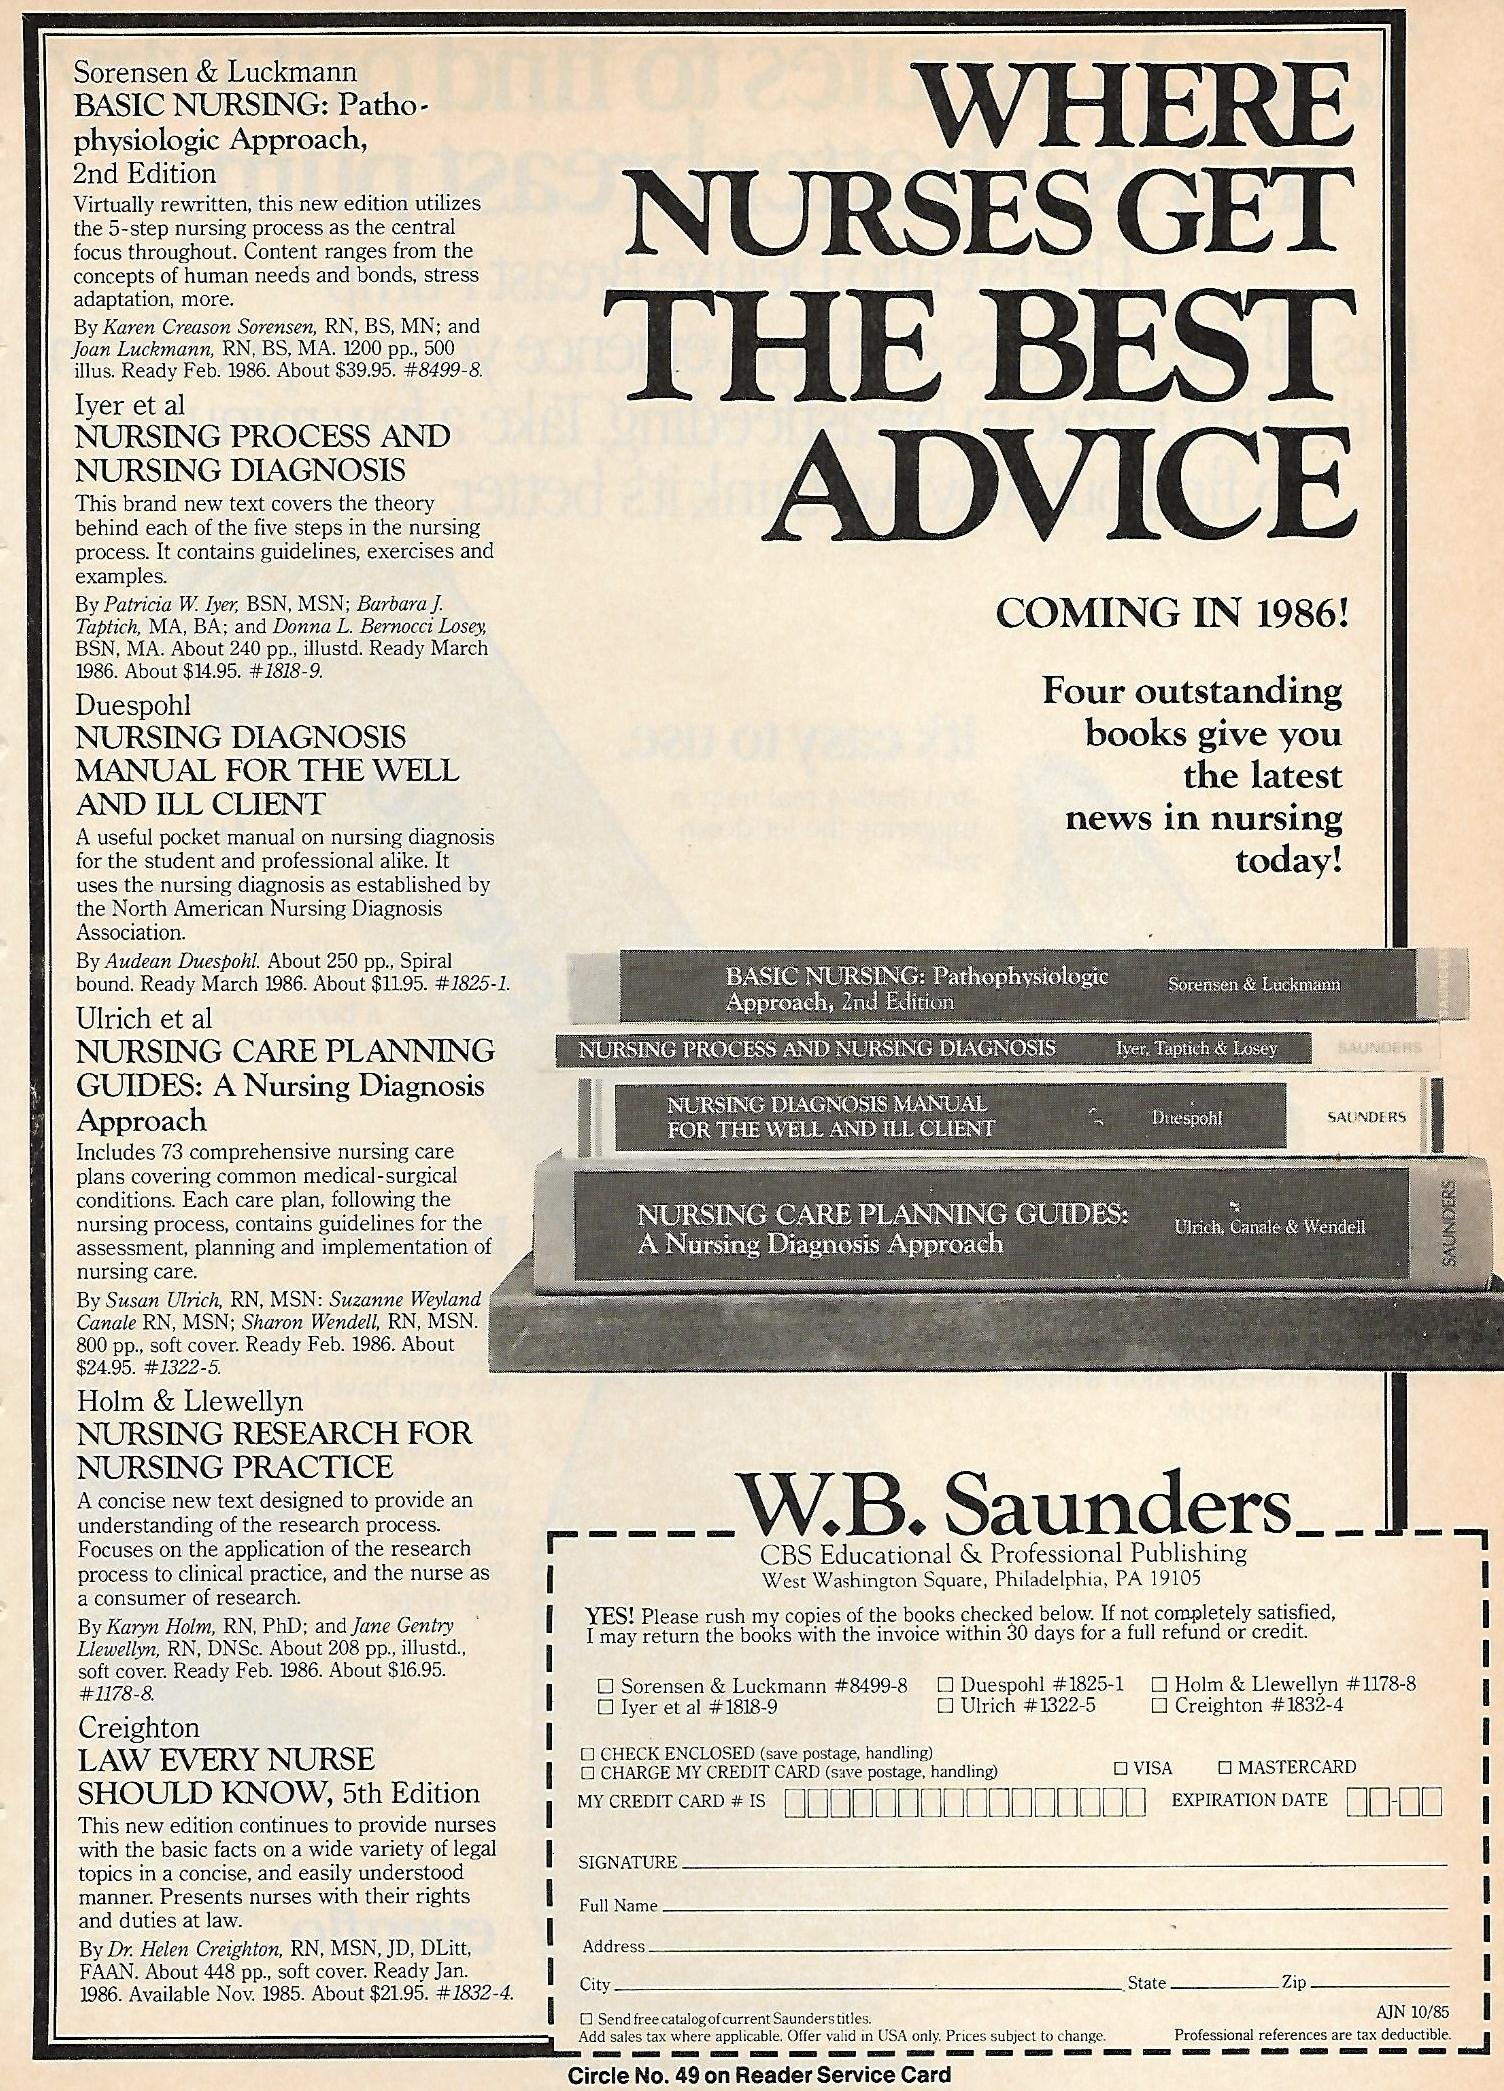 Sorensen & Luckmann
BASIC NURSING: Patho-
physiologic Approach,
2nd Edition
Virtually rewritten, this new edition utilizes
the 5-step nursing process as the central
focus throughout. Content ranges from the
concepts of human needs and bonds, stress
adaptation, more.
By Karen Creason Sorensen, RN, BS, MN; and
Joan Luckmann, RN, BS, MA. 1200 pp., 500
illus. Ready Feb. 1986. About $39.95. #8499-8.
Iyer et al
NURSING PROCESS AND
NURSING DIAGNOSIS
This brand new text covers the theory
behind each of the five steps in the nursing
process. It contains guidelines, exercises and
examples.
By Patricia W. Iyer, BSN, MSN; Barbara J.
Taptich, MA, BA; and Donna L. Bernocci Losey,
BSN, MA. About 240 pp., illustd. Ready March
1986. About $14.95. #1818-9.
Duespohl
NURSING DIAGNOSIS
MANUAL FOR THE WELL
AND ILL CLIENT
A useful pocket manual on nursing diagnosis
for the student and professional alike. It
uses the nursing diagnosis as established by
the North American Nursing Diagnosis
Association.
By Audean Duespohl. About 250 pp., Spiral
bound. Ready March 1986. About $11.95. #1825-1.
Ulrich et al
NURSING CARE PLANNING
GUIDES: A Nursing Diagnosis
Approach
Includes 73 comprehensive nursing care
plans covering common medical-surgical
conditions. Each care plan, following the
nursing process, contains guidelines for the
assessment, planning and implementation of
nursing care.
By Susan Ulrich, RN, MSN: Suzanne Weyland
Canale RN, MSN; Sharon Wendell, RN, MSN.
800 pp., soft cover. Ready Feb. 1986. About
$24.95. #1322-5.
Holm & Llewellyn
NURSING RESEARCH FOR
NURSING PRACTICE
A concise new text designed to provide an
understanding of the research process.
Focuses on the application of the research
process to clinical practice, and the nurse as
a consumer of research.
By Karyn Holm, RN, PhD; and Jane Gentry
Llewellyn, RN, DNSc. About 208 pp., illustd.,
soft cover. Ready Feb. 1986. About $16.95.
#1178-8.
Creighton
LAW EVERY NURSE
SHOULD KNOW, 5th Edition
This new edition continues to provide nurses
with the basic facts on a wide variety of legal
topics in a concise, and easily understood
manner. Presents nurses with their rights
and duties at law.
By Dr. Helen Creighton, RN, MSN, JD, DLitt,
FAAN. About 448 pp., soft cover. Ready Jan.
1986. Available Nov. 1985. About $21.95. #1832-4.
WHERE
NURSES GET
THE BEST
ADVICE
COMING IN 1986!
Four outstanding
books give you
the latest
news in nursing
today!
BASIC NURSING: Pathophysiologic
Approach, 2nd Edition
Sorensen & Luckmann
SAUNDERS
NURSING PROCESS AND NURSING DIAGNOSIS Iyer, Taptich & Losey SAUNDERS
NURSING DIAGNOSIS MANUAL
FOR THE WELL AND ILL CLIENT
Duespohl
SAUNDERS
NURSING CARE PLANNING GUIDES:
A Nursing Diagnosis Approach
Ulrich, Canale & Wendell
SAUNDERS
W.B. Saunders
CBS Educational & Professional Publishing
West Washington Square, Philadelphia, PA 19105
YES! Please rush my copies of the books checked below. If not completely satisfied,
I may return the books with the invoice within 30 days for a full refund or credit.
☐ Sorensen & Luckmann #8499-8 ☐ Duespohl #1825-1 ☐ Holm & Llewellyn #1178-8
☐ Iyer et al #1818-9 ☐ Ulrich #1322-5 ☐ Creighton #1832-4
☐ CHECK ENCLOSED (save postage, handling)
☐ CHARGE MY CREDIT CARD (save postage, handling) ☐ VISA ☐ MASTERCARD
MY CREDIT CARD # IS EXPIRATION DATE
SIGNATURE
Full Name
Address
City State Zip
☐ Send free catalog of current Saunders titles. AJN 10/85
Add sales tax where applicable. Offer valid in USA only. Prices subject to change. Professional references are tax deductible.
Circle No. 49 on Reader Service Card